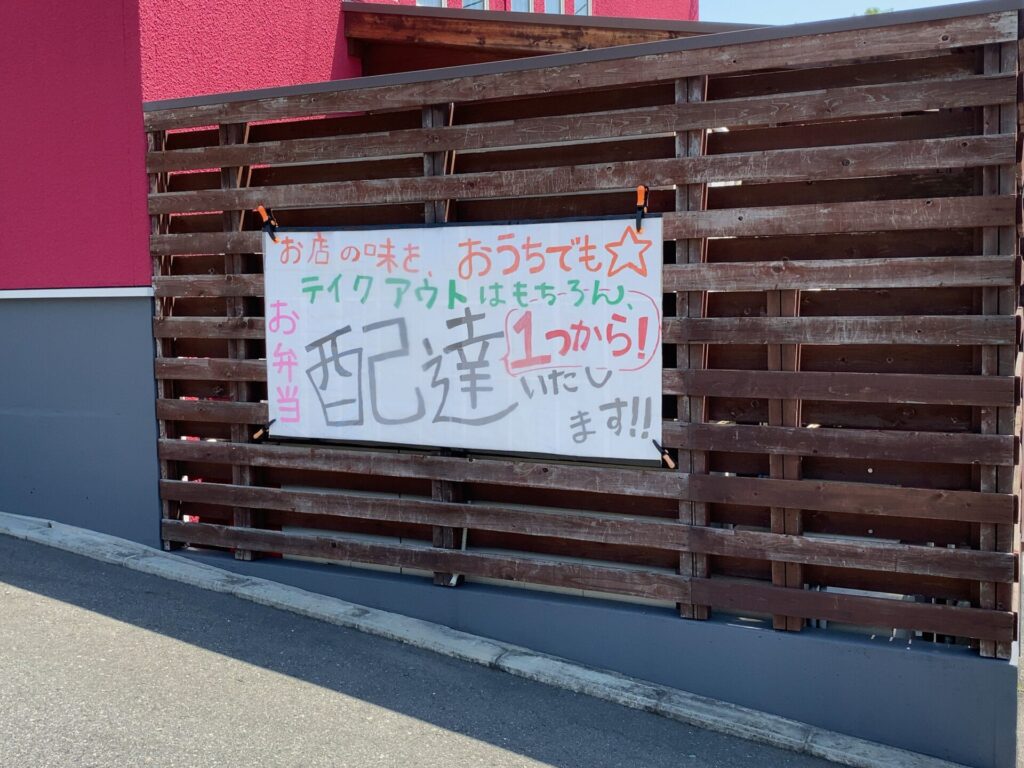 お店の味を、おうちでも☆
テイクアウトはもちろん、
お弁当
配達
1つから!
いたし
ます!!